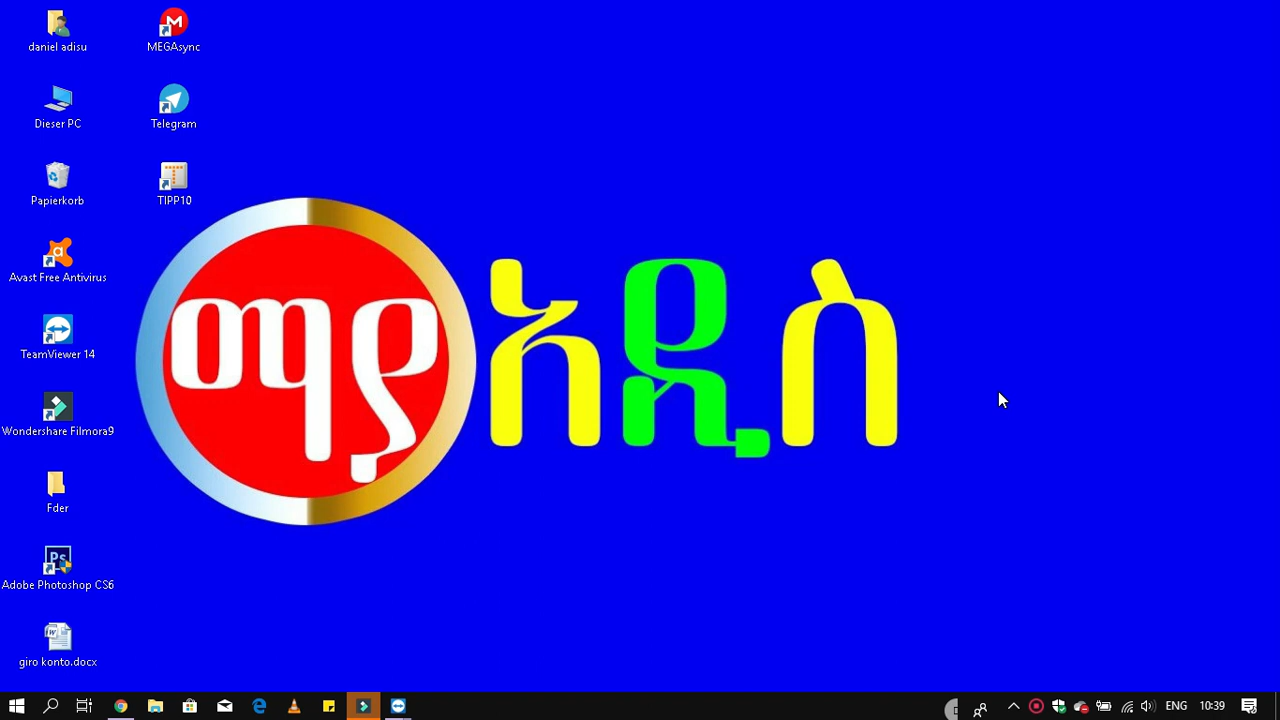 daniel adisu
MEGAsync
Dieser PC
Telegram
Papierkorb
TIPP10
Avast Free Antivirus
TeamViewer 14
Wondershare Filmora9
Fder
Adobe Photoshop CS6
giro konto.docx
ማያ አዲስ
ENG
10:39